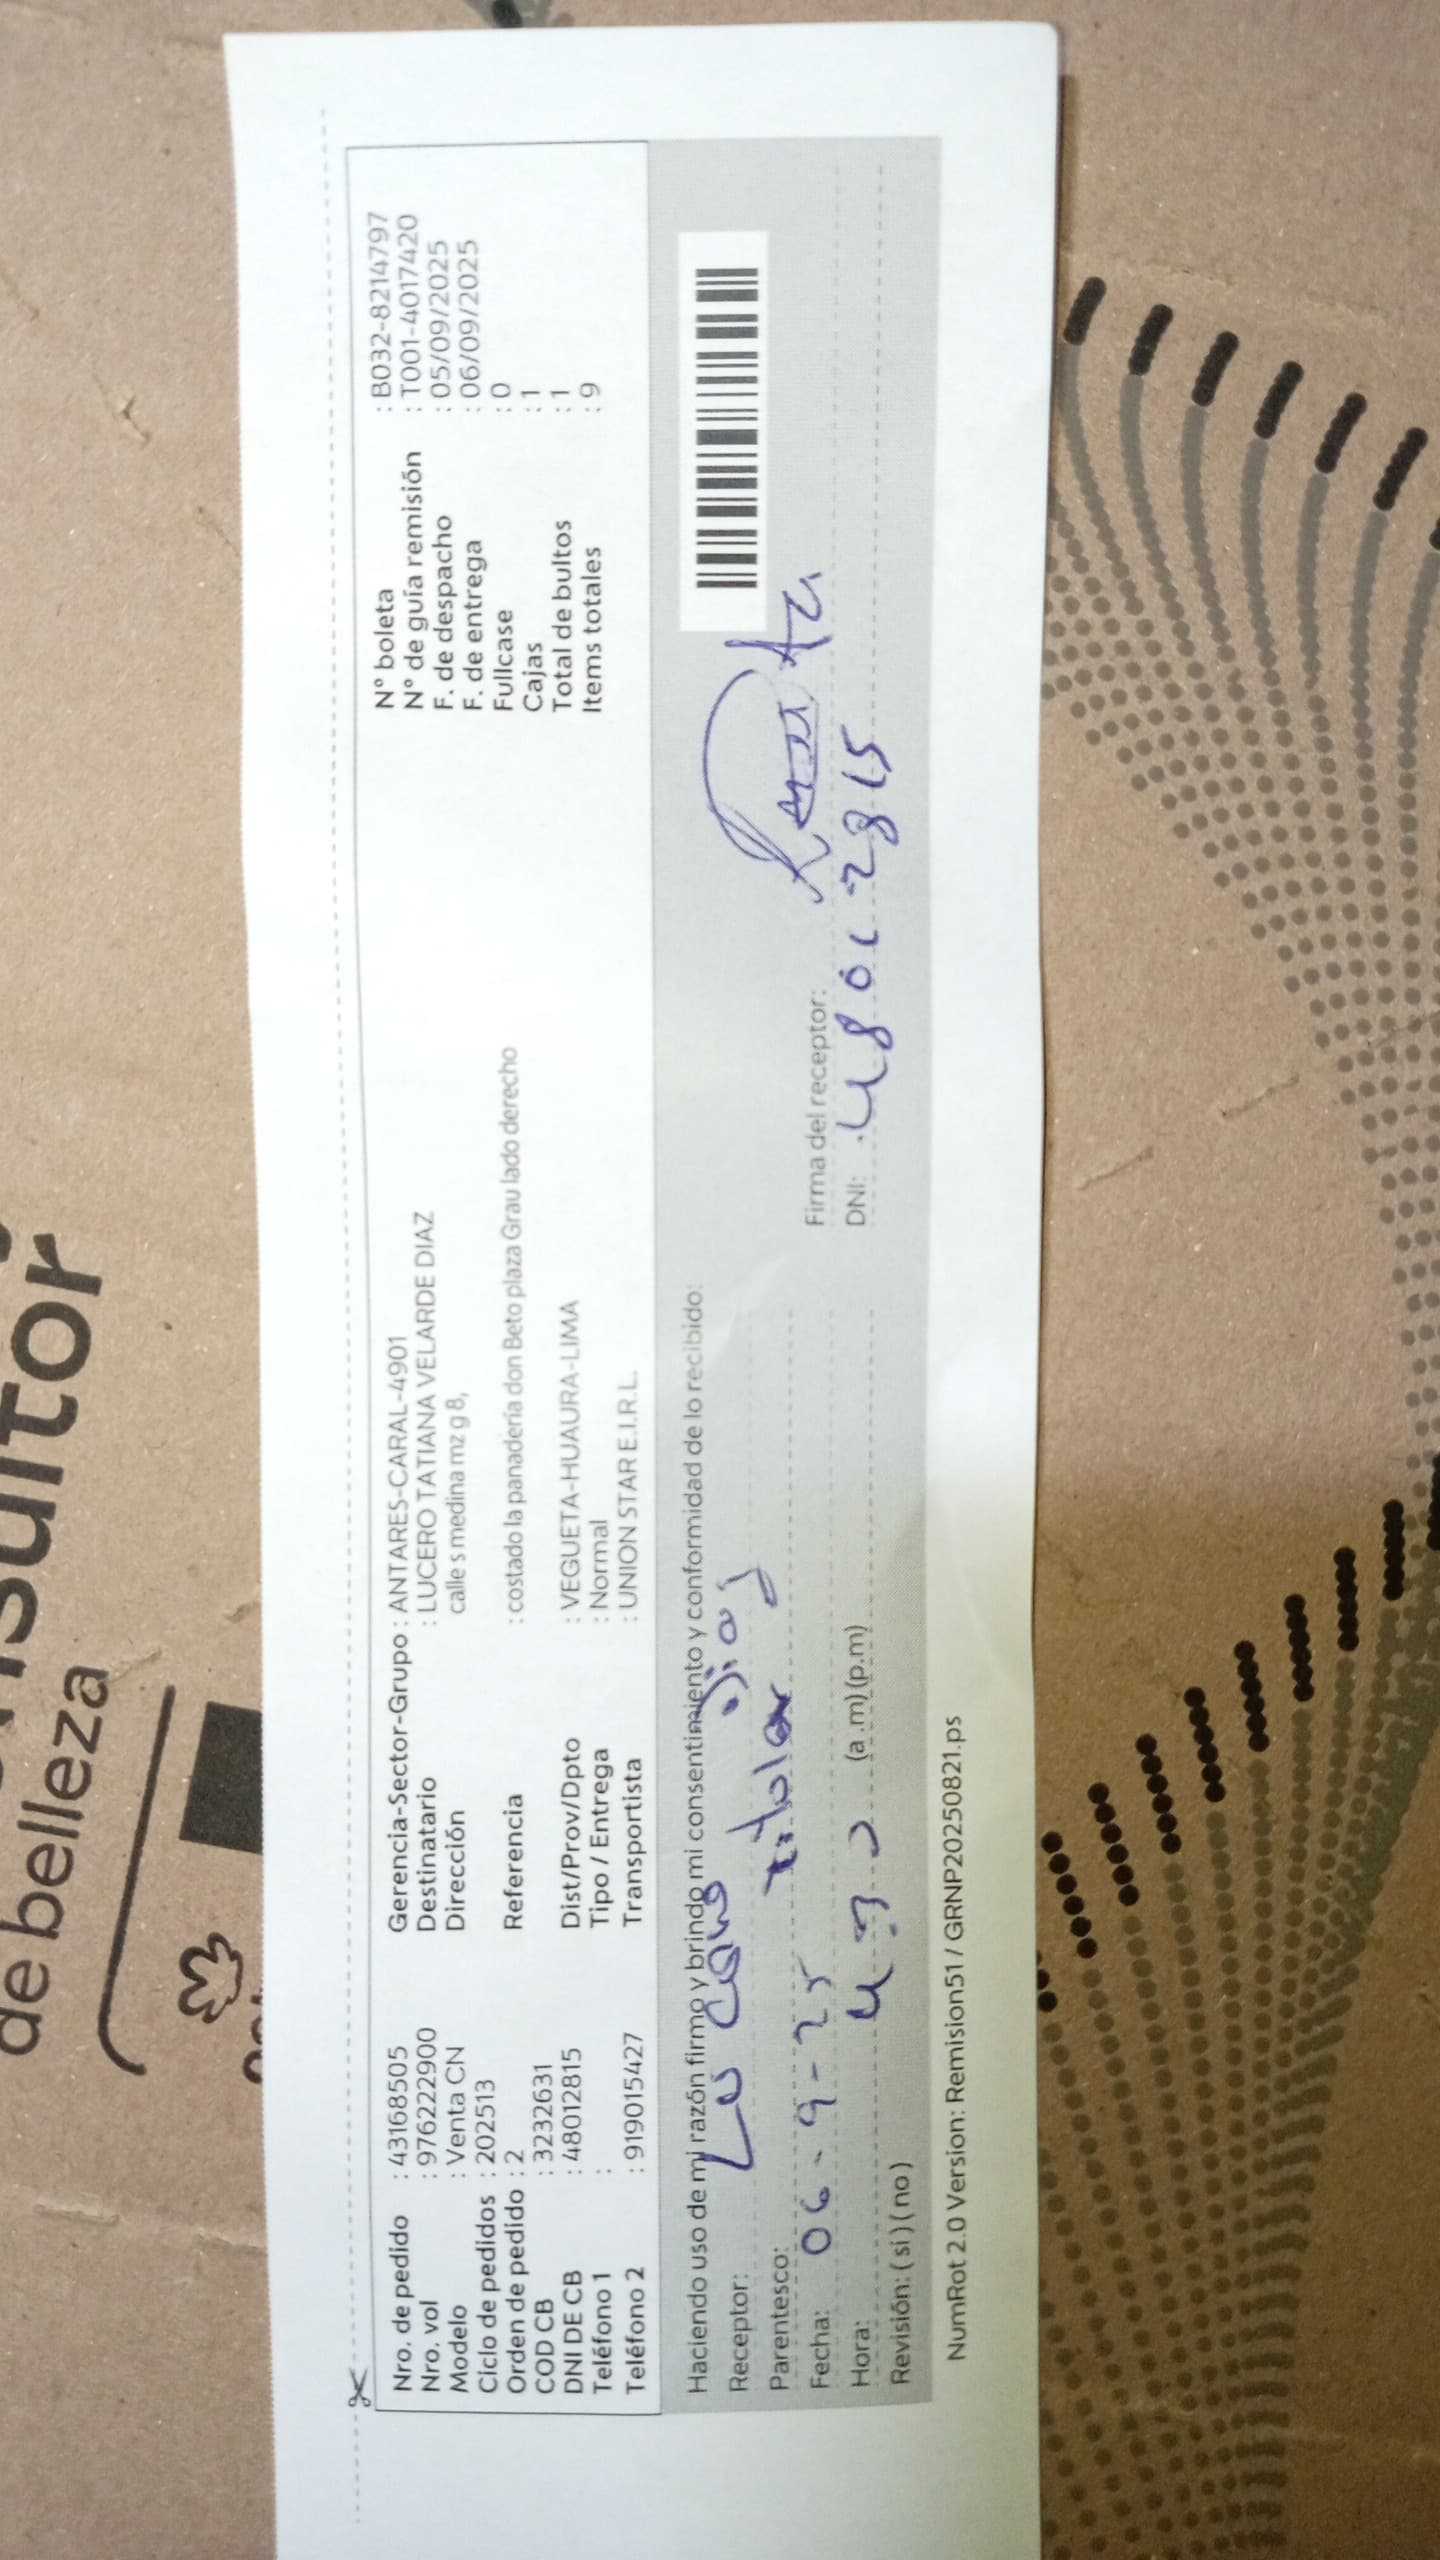 de belleza
Nro. de pedido : 43168505
Nro. vol : 976222900
Modelo : Venta CN
Ciclo de pedidos : 202513
Orden de pedido : 2
COD CB : 3232631
DNI DE CB : 48012815
Teléfono 1 :
Teléfono 2 : 919015427
Gerencia-Sector-Grupo : ANTARES-CARAL-4901
Destinatario : LUCERO TATIANA VELARDE DIAZ
Dirección calle s medina mz g 8,
Referencia : costado la panadería don Beto plaza Grau lado derecho
Dist/Prov/Dpto : VEGUETA-HUAURA-LIMA
Tipo / Entrega : Normal
Transportista : UNION STAR E.I.R.L.
N° boleta : B032-8214797
N° de guía remisión : T001-4017420
F. de despacho : 05/09/2025
F. de entrega : 06/09/2025
Fullcase : 0
Cajas : 1
Total de bultos : 1
Items totales : 9
Haciendo uso de mi razón firmo y brindo mi consentimiento y conformidad de lo recibido:
Receptor:
Parentesco: titular
Fecha: 06-9-25
Hora: (a.m) (p.m)
Revisión: ( si ) ( no )
Firma del receptor:
DNI: 48012815
NumRot 2.0 Version: Remision51 / GRNP20250821.ps